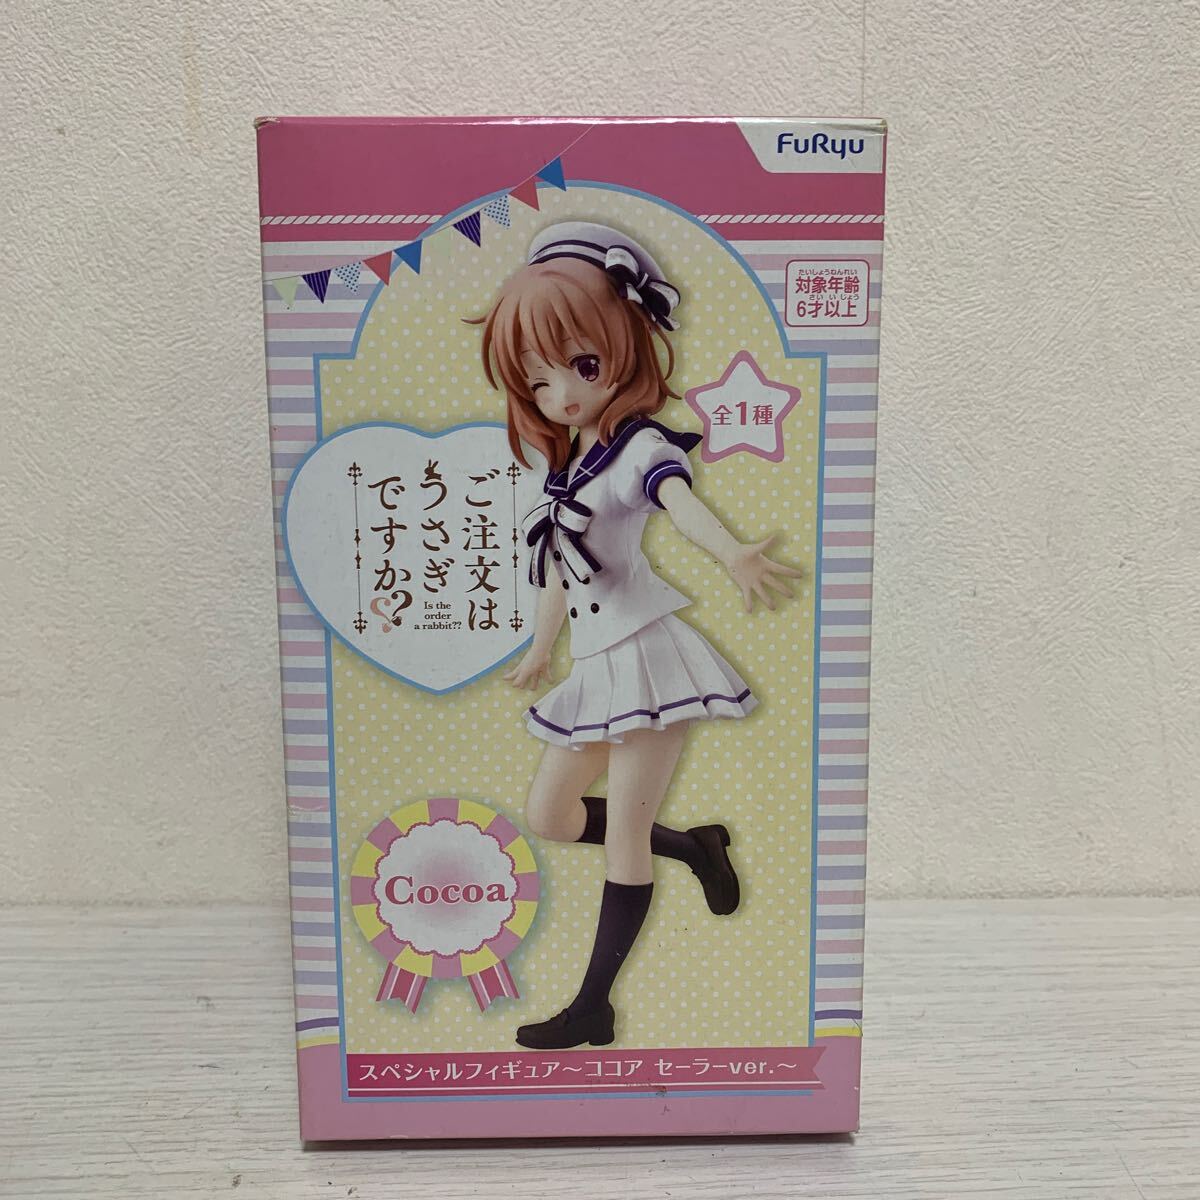 FuRyu
たいしょうねんれい
対象年齢
さい いじょう
6才以上
全1種
ご注文は
うさぎ
ですか??
Is the
order
a rabbit??
Cocoa
スペシャルフィギュア～ココア セーラーver.～